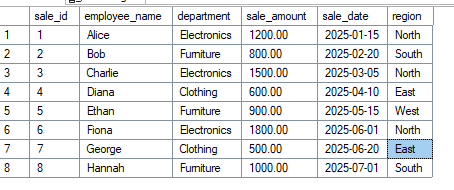 sale_id employee_name department sale_amount sale_date region
1 1 Alice Electronics 1200.00 2025-01-15 North
2 2 Bob Furniture 800.00 2025-02-20 South
3 3 Charlie Electronics 1500.00 2025-03-05 North
4 4 Diana Clothing 600.00 2025-04-10 East
5 5 Ethan Furniture 900.00 2025-05-15 West
6 6 Fiona Electronics 1800.00 2025-06-01 North
7 7 George Clothing 500.00 2025-06-20 East
8 8 Hannah Furniture 1000.00 2025-07-01 South